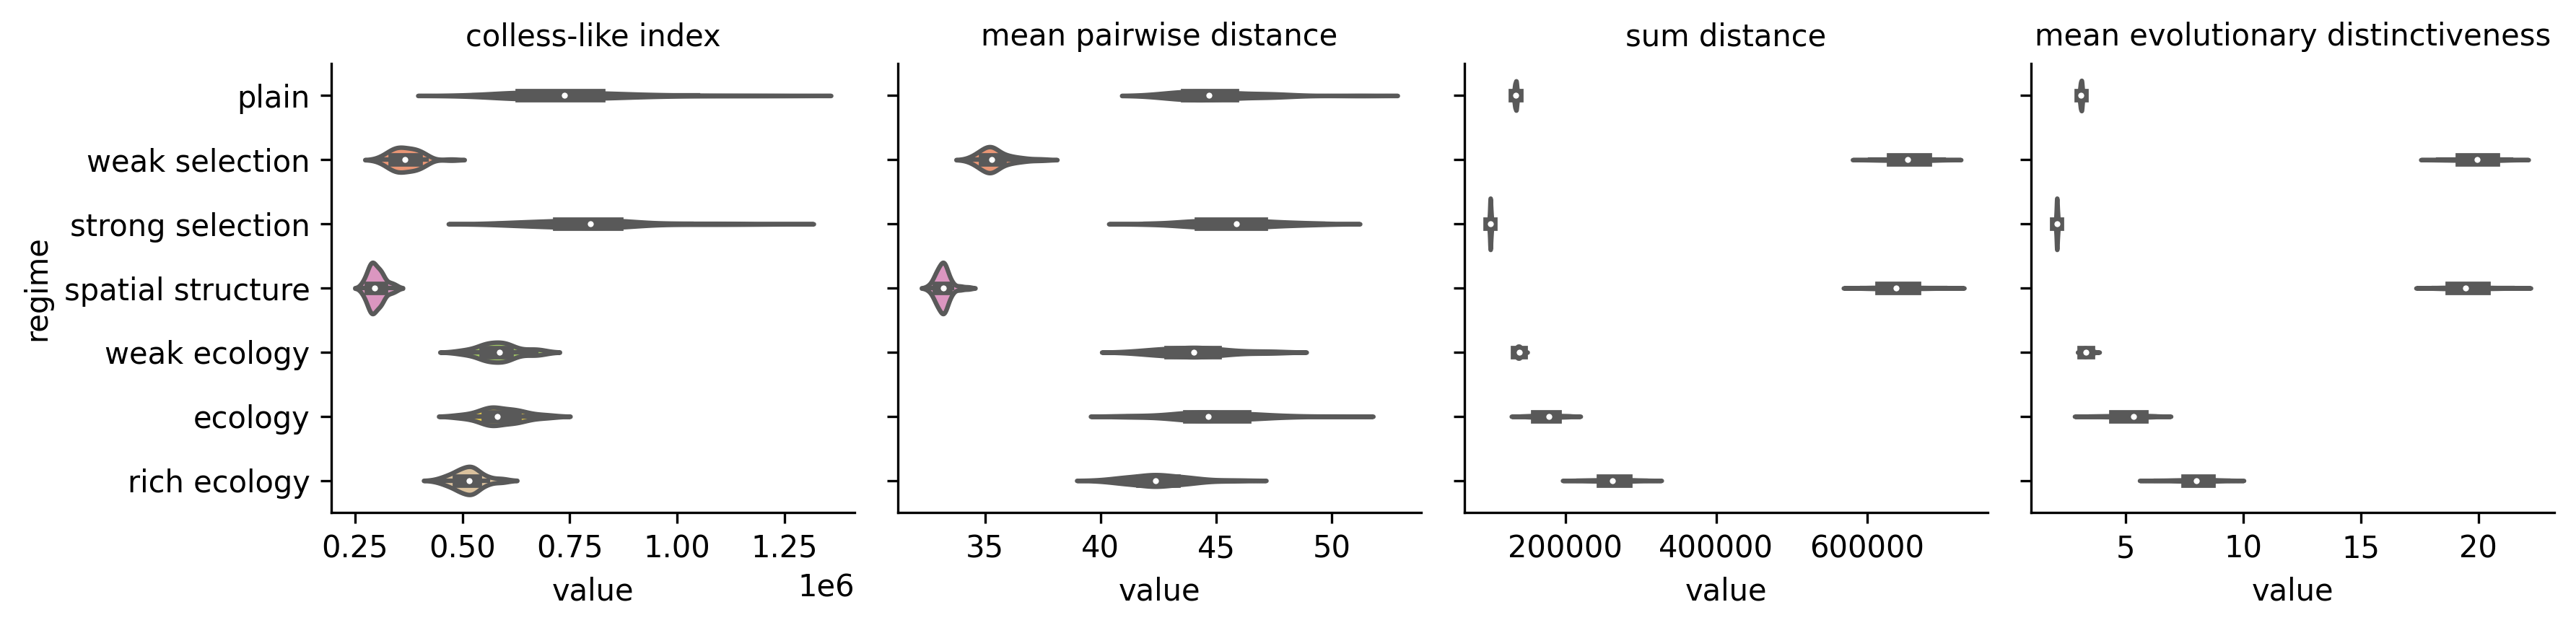 colless-like index
mean pairwise distance
sum distance
mean evolutionary distinctiveness
regime
plain
weak selection
strong selection
spatial structure
weak ecology
ecology
rich ecology
0.25 0.50 0.75 1.00 1.25
1e6
value
35 40 45 50
value
200000 400000 600000
value
5 10 15 20
value